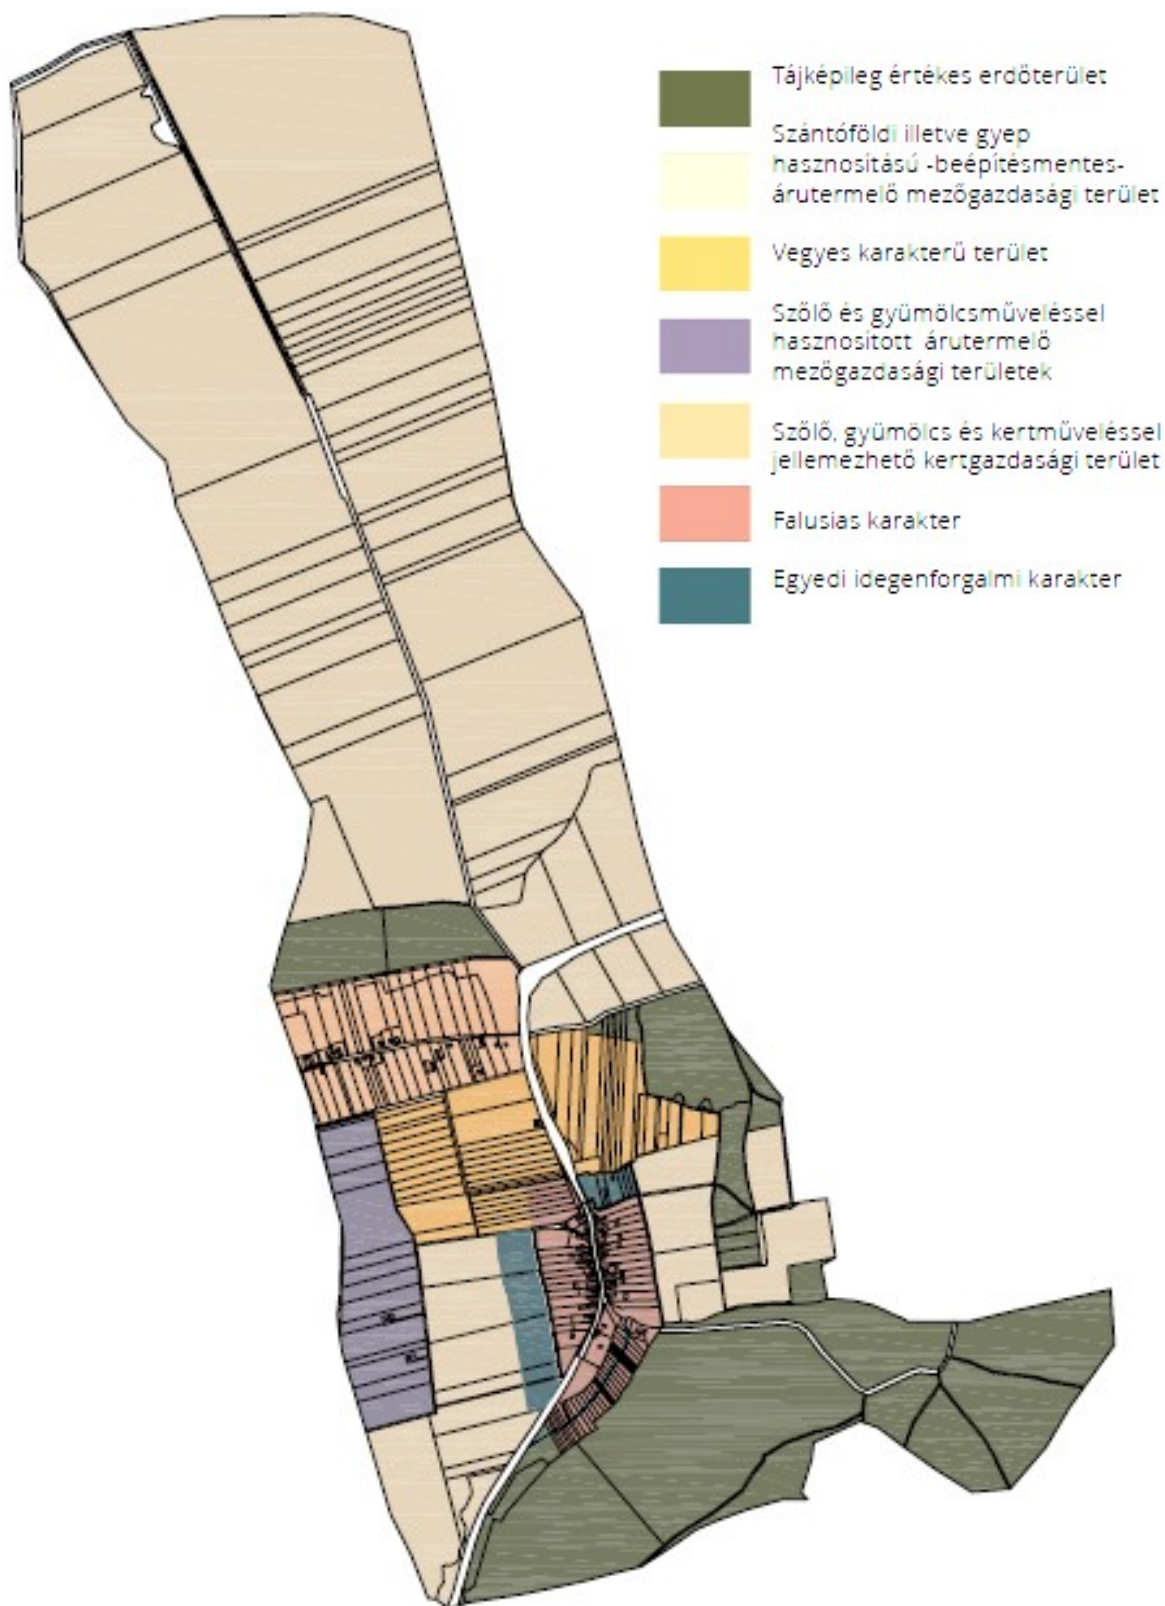 Tájképileg értékes erdőterület
Szántóföldi illetve gyep
hasznosítású -beépítésmentes-
árutermelő mezőgazdasági terület
Vegyes karakterű terület
Szőlő és gyümölcsműveléssel
hasznosított árutermelő
mezőgazdasági területek
Szőlő, gyümölcs és kertműveléssel
jellemezhető kertgazdasági terület
Falusias karakter
Egyedi idegenforgalmi karakter